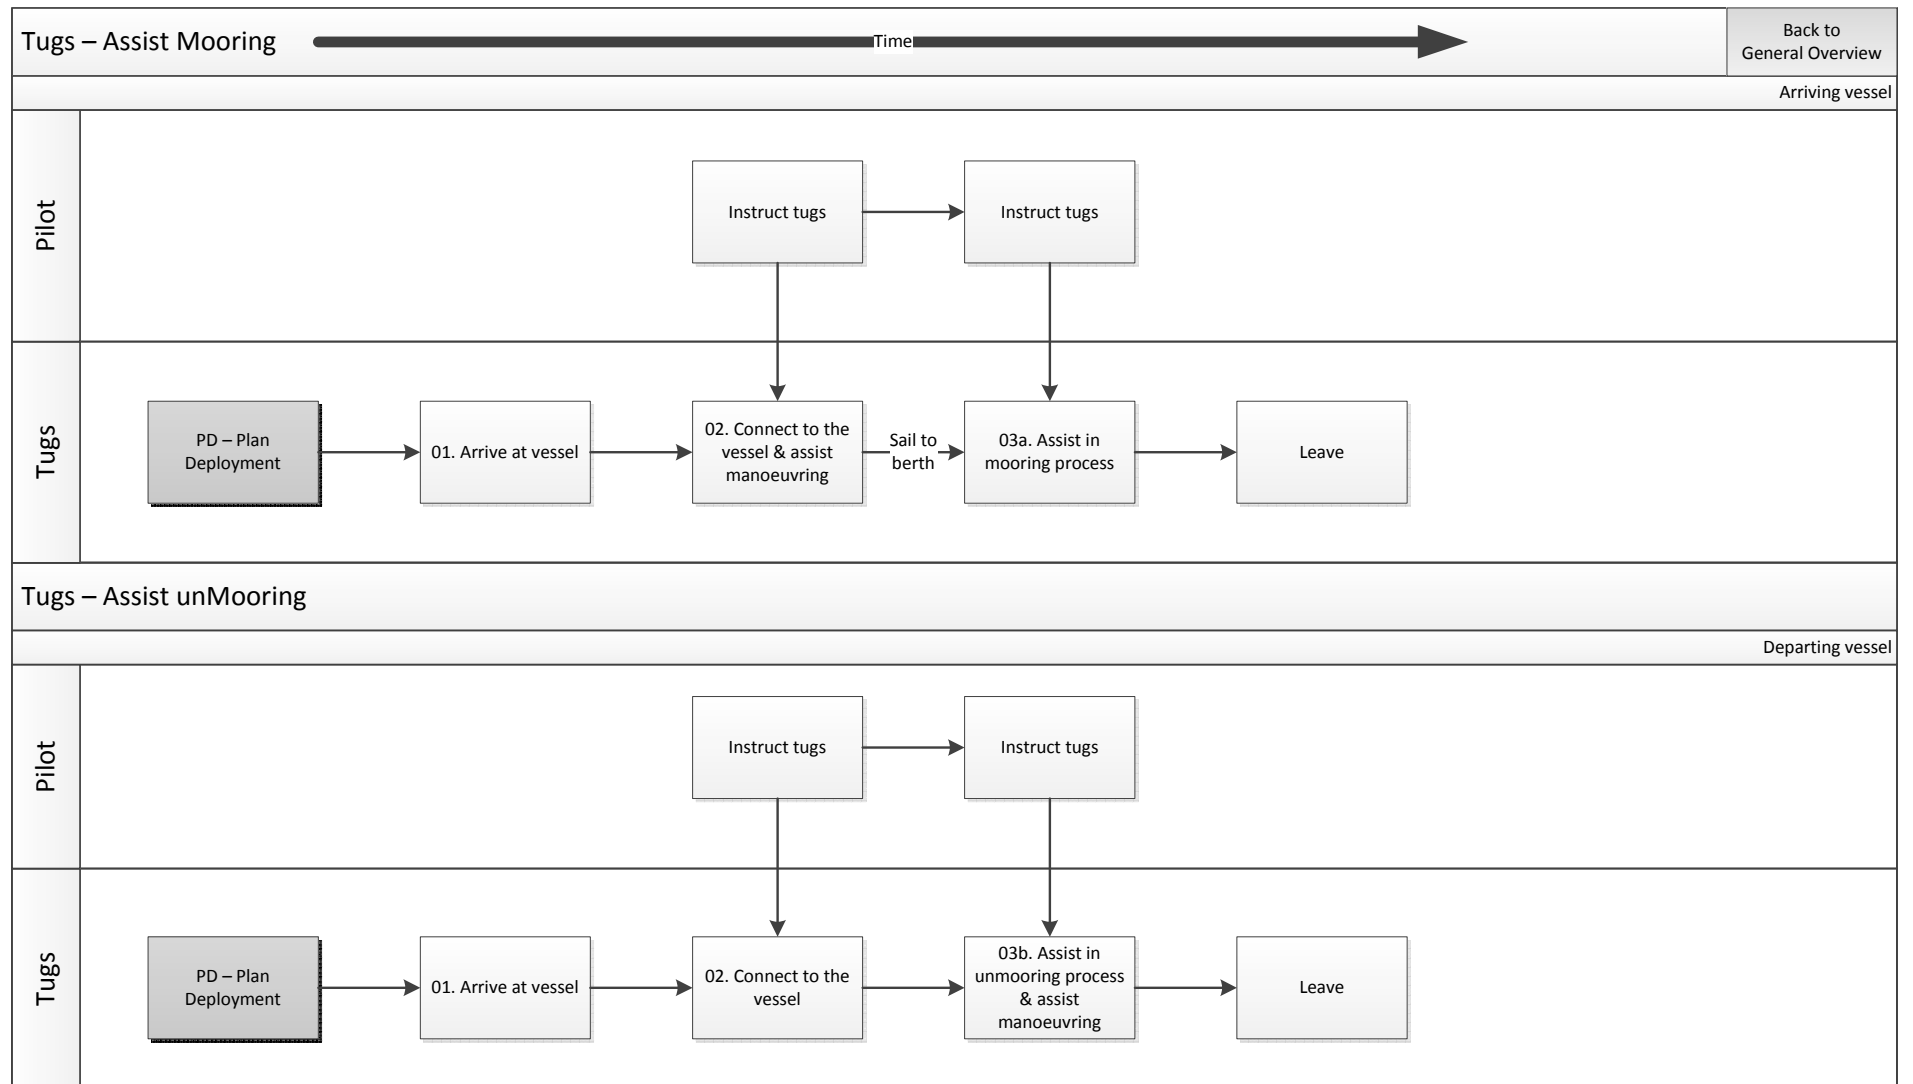 Tugs – Assist Mooring
Time
Back to
General Overview
Arriving vessel
Pilot
Instruct tugs
Instruct tugs
Tugs
PD – Plan
Deployment
01. Arrive at vessel
02. Connect to the
vessel & assist
manoeuvring
Sail to
berth
03a. Assist in
mooring process
Leave
Tugs – Assist unMooring
Departing vessel
Pilot
Instruct tugs
Instruct tugs
Tugs
PD – Plan
Deployment
01. Arrive at vessel
02. Connect to the
vessel
03b. Assist in
unmooring process
& assist
manoeuvring
Leave